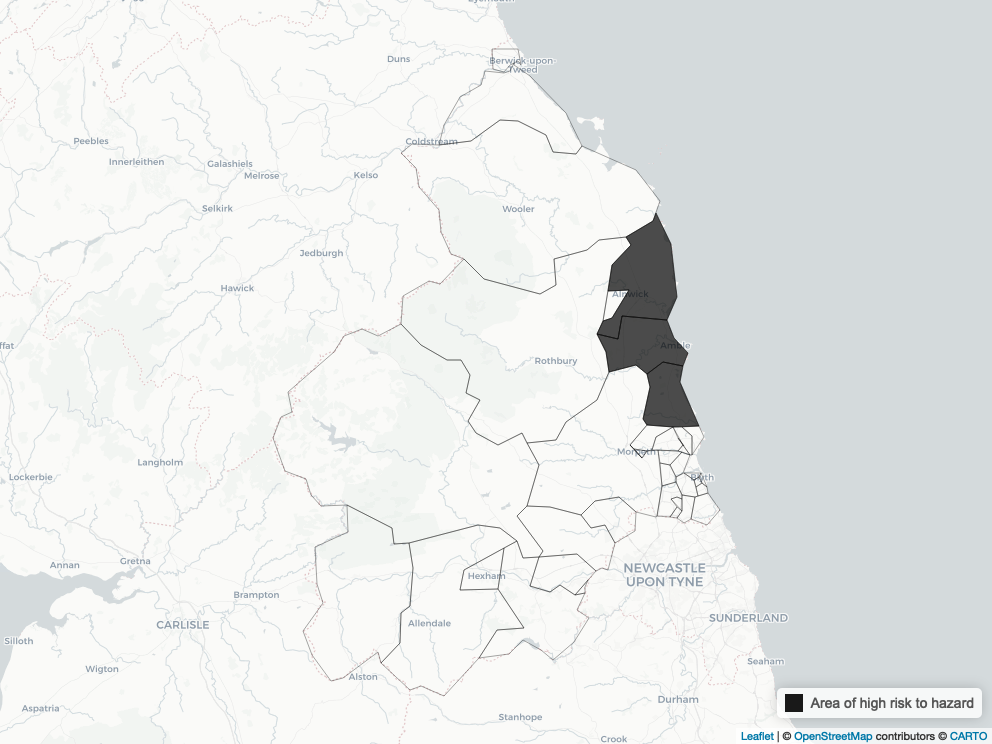 Eyemouth
Duns
Berwick-upon-
Tweed
Peebles
Coldstream
Innerleithen
Galashiels
Melrose
Kelso
Selkirk
Wooler
Jedburgh
Hawick
Alnwick
ffat
Amble
Rothbury
Morpeth
Langholm
Lockerbie
Blyth
Annan
Gretna
NEWCASTLE
UPON TYNE
Hexham
Brampton
CARLISLE
Allendale
SUNDERLAND
Silloth
Seaham
Wigton
Alston
Durham
Area of high risk to hazard
Aspatria
Stanhope
Crook
Leaflet | © OpenStreetMap contributors © CARTO